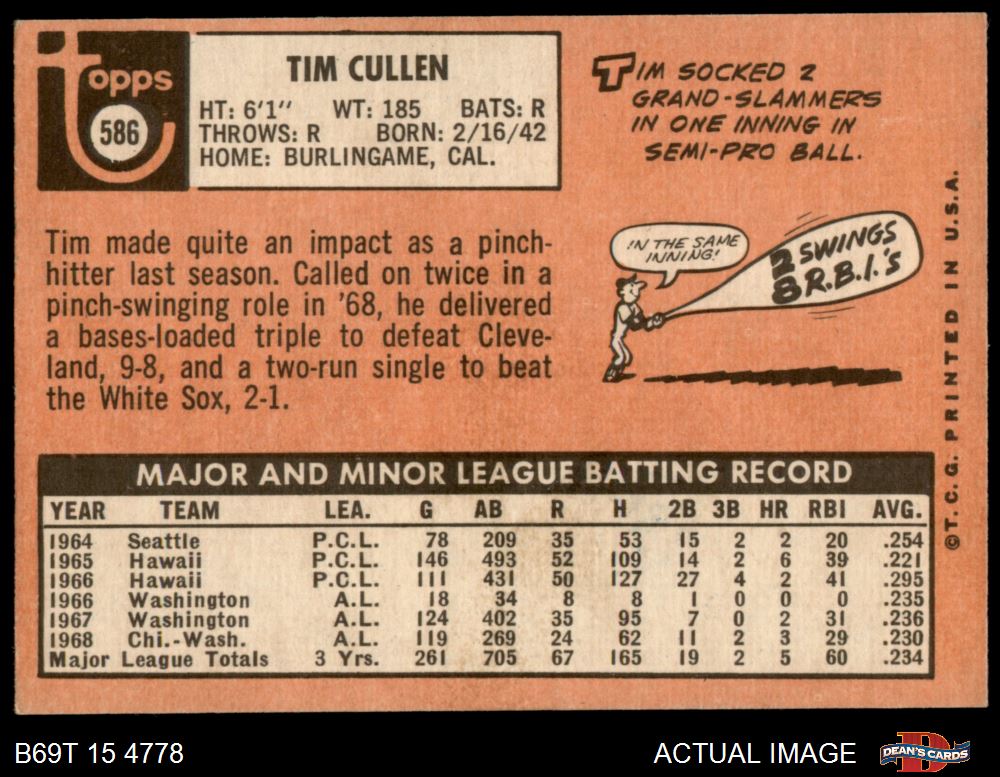 Topps
586
TIM CULLEN
HT: 6'1" WT: 185 BATS: R
THROWS: R BORN: 2/16/42
HOME: BURLINGAME, CAL.
TIM SOCKED 2
GRAND-SLAMMERS
IN ONE INNING IN
SEMI-PRO BALL.
IN THE SAME
INNING!
2 SWINGS
8 R.B.I.'S
Tim made quite an impact as a pinch-
hitter last season. Called on twice in a
pinch-swinging role in '68, he delivered
a bases-loaded triple to defeat Cleve-
land, 9-8, and a two-run single to beat
the White Sox, 2-1.
©T. C. G. PRINTED IN U.S.A.
MAJOR AND MINOR LEAGUE BATTING RECORD
YEAR TEAM LEA. G AB R H 2B 3B HR RBI AVG.
1964 Seattle P.C.L. 78 209 35 53 15 2 2 20 .254
1965 Hawaii P.C.L. 146 493 52 109 14 2 6 39 .221
1966 Hawaii P.C.L. 111 431 50 127 27 4 2 41 .295
1966 Washington A.L. 18 34 8 8 1 0 0 0 .235
1967 Washington A.L. 124 402 35 95 7 0 2 31 .236
1968 Chi.-Wash. A.L. 119 269 24 62 11 2 3 29 .230
Major League Totals 3 Yrs. 261 705 67 165 19 2 5 60 .234
B69T 15 4778
ACTUAL IMAGE
D
DEAN'S CARDS